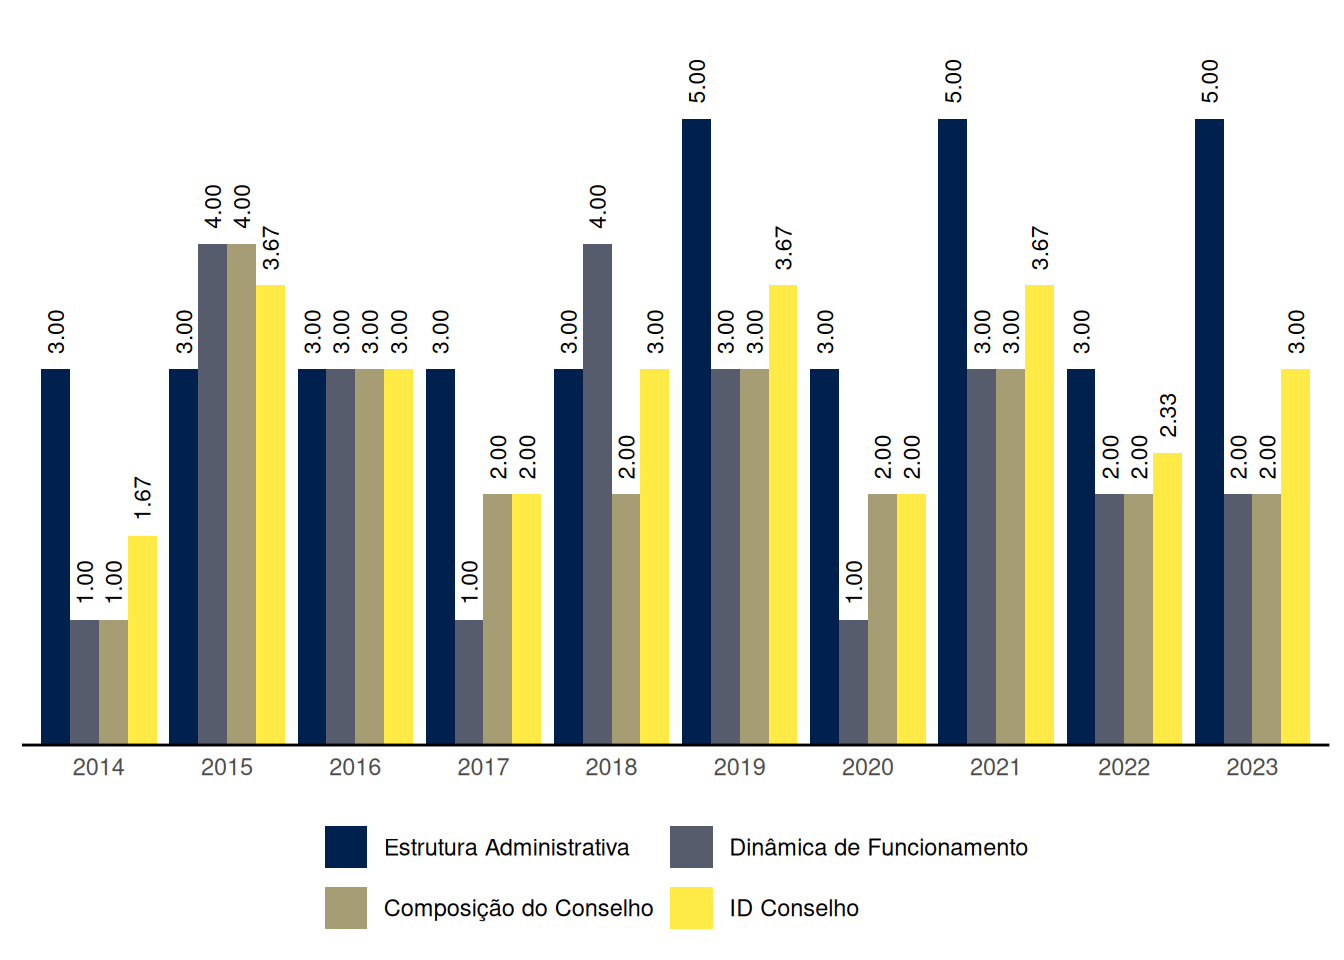 5.00 5.00 5.00
4.00 4.00 4.00
3.67 3.67 3.67
3.00 3.00 3.00 3.00 3.00 3.00 3.00 3.00 3.00 3.00 3.00 3.00 3.00 3.00 3.00 3.00
2.33
2.00 2.00 2.00 2.00 2.00 2.00 2.00 2.00 2.00
1.67
1.00 1.00 1.00 1.00
2014 2015 2016 2017 2018 2019 2020 2021 2022 2023
Estrutura Administrativa Dinâmica de Funcionamento
Composição do Conselho ID Conselho